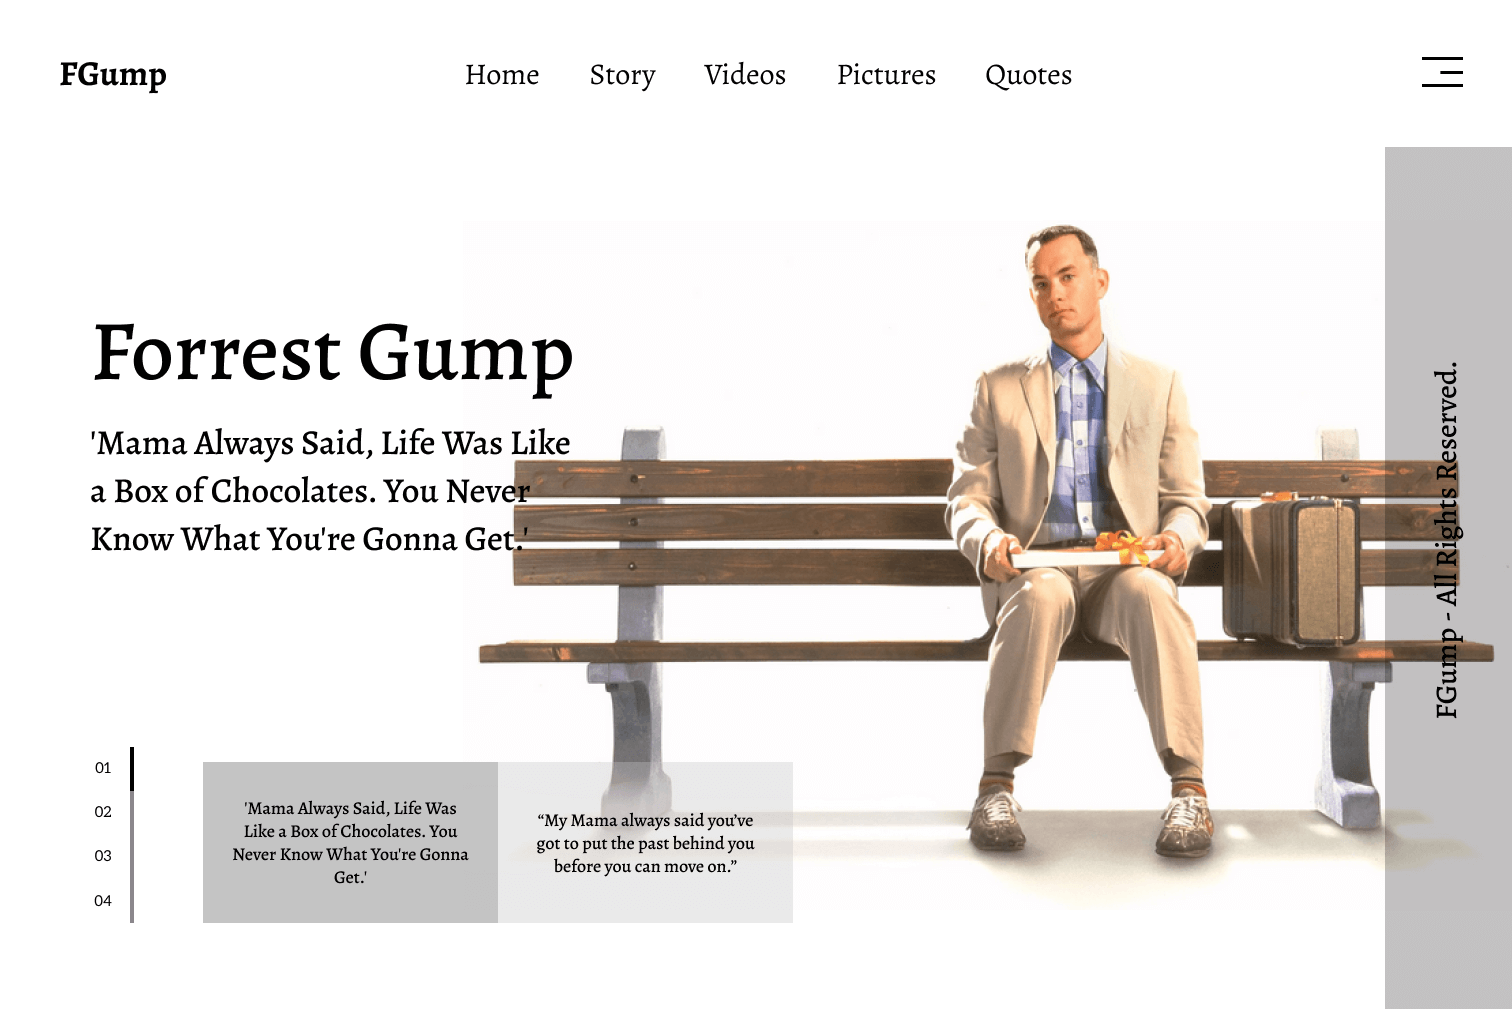 FGump
Home Story Videos Pictures Quotes
Forrest Gump
'Mama Always Said, Life Was Like
a Box of Chocolates. You Never
Know What You're Gonna Get.'
FGump - All Rights Reserved.
01
02
03
04
'Mama Always Said, Life Was
Like a Box of Chocolates. You
Never Know What You're Gonna
Get.'
“My Mama always said you’ve
got to put the past behind you
before you can move on.”